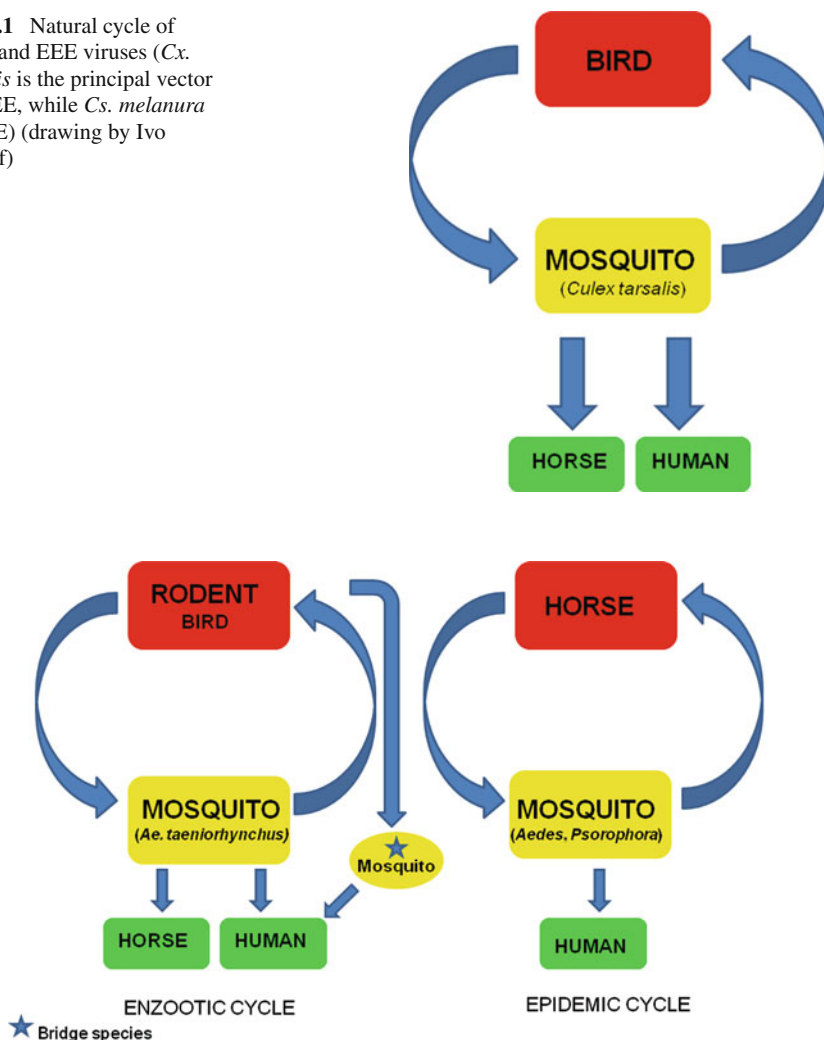 .1 Natural cycle of
and EEE viruses (Cx.
is is the principal vector
EE, while Cs. melanura
E) (drawing by Ivo
f)
BIRD
MOSQUITO
(Culex tarsalis)
HORSE
HUMAN
RODENT
BIRD
MOSQUITO
(Ae. taeniorhynchus)
Mosquito
HORSE
HUMAN
ENZOOTIC CYCLE
Bridge species
HORSE
MOSQUITO
(Aedes, Psorophora)
HUMAN
EPIDEMIC CYCLE